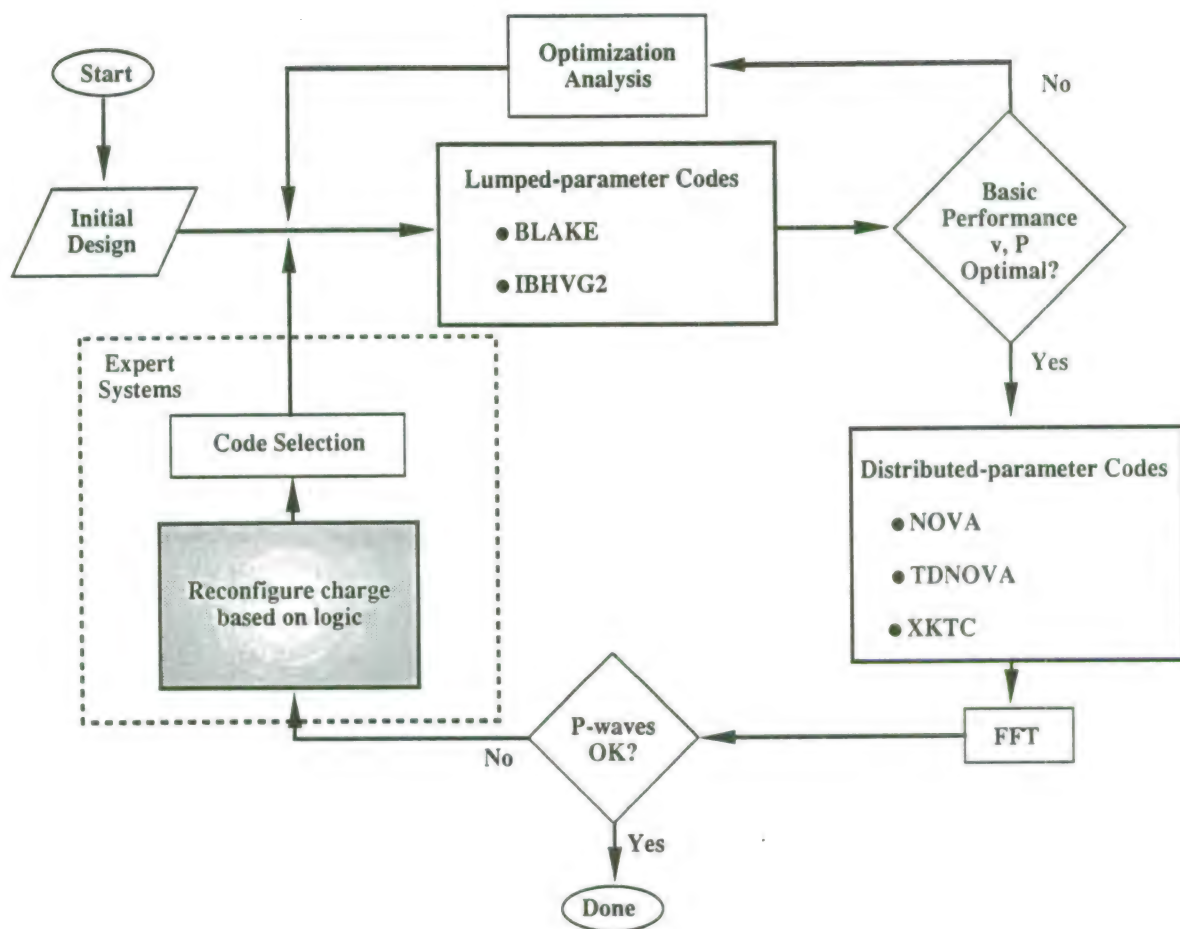 Start
Optimization
Analysis
No
Initial
Design
Lumped-parameter Codes
● BLAKE
● IBHVG2
Basic
Performance
v, P
Optimal?
Yes
Expert
Systems
Code Selection
Reconfigure charge
based on logic
Distributed-parameter Codes
● NOVA
● TDNOVA
● XKTC
FFT
P-waves
OK?
No
Yes
Done